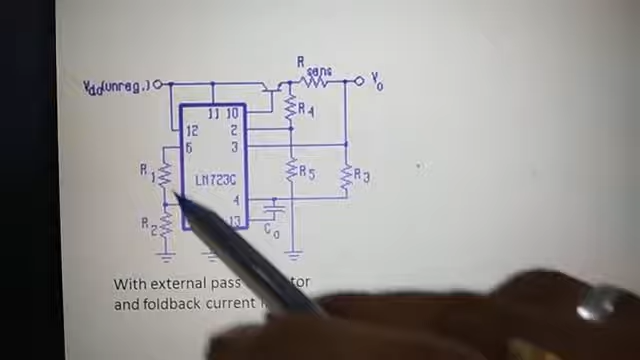 R sens
Vdd(unreg.) Vo
11 10
R4
12 2
6 3
R1 LM723C R5 R3
4
R2 13 Co
With external pass
and foldback current